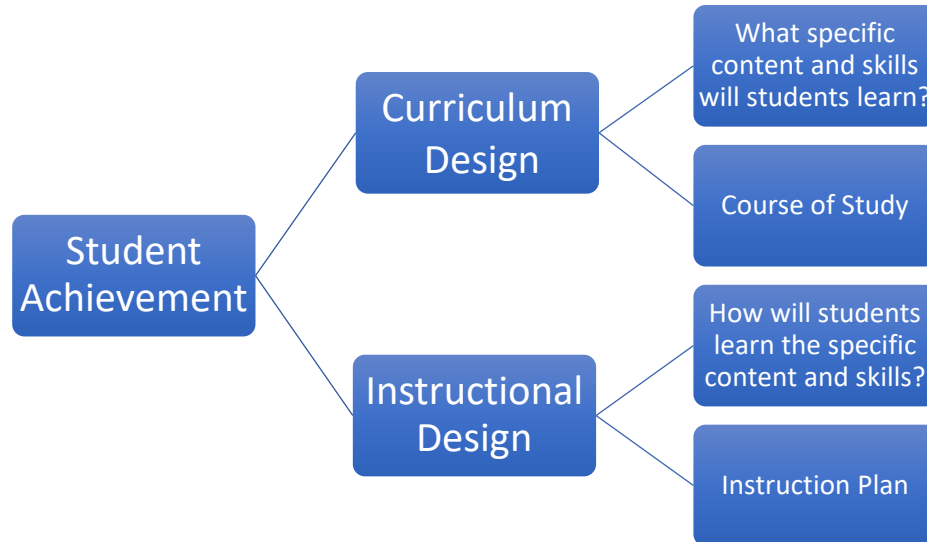 Student
Achievement
Curriculum
Design
What specific
content and skills
will students learn?
Course of Study
Instructional
Design
How will students
learn the specific
content and skills?
Instruction Plan